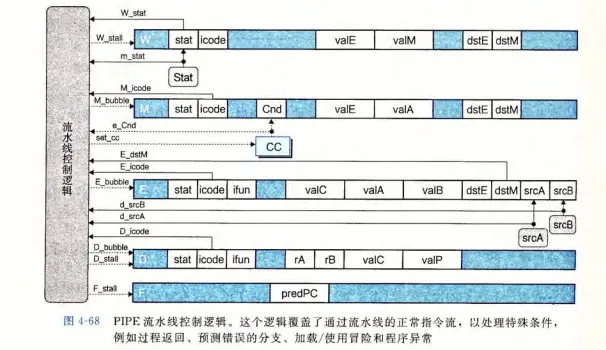 W_stat
W_stall
W stat icode valE valM dstE dstM
m_stat
Stat
M_icode
M_bubble
M stat icode Cnd valE valA dstE dstM
e_Cnd
set_cc
CC
流水线控制逻辑
E_dstM
E_icode
E_bubble
E stat icode ifun valC valA valB dstE dstM srcA srcB
d_srcB
d_srcA
srcB
srcA
D_icode
D_bubble
D_stall
D stat icode ifun rA rB valC valP
F_stall
F predPC
图 4-68 PIPE 流水线控制逻辑。这个逻辑覆盖了通过流水线的正常指令流，以处理特殊条件，
例如过程返回、预测错误的分支、加载/使用冒险和程序异常